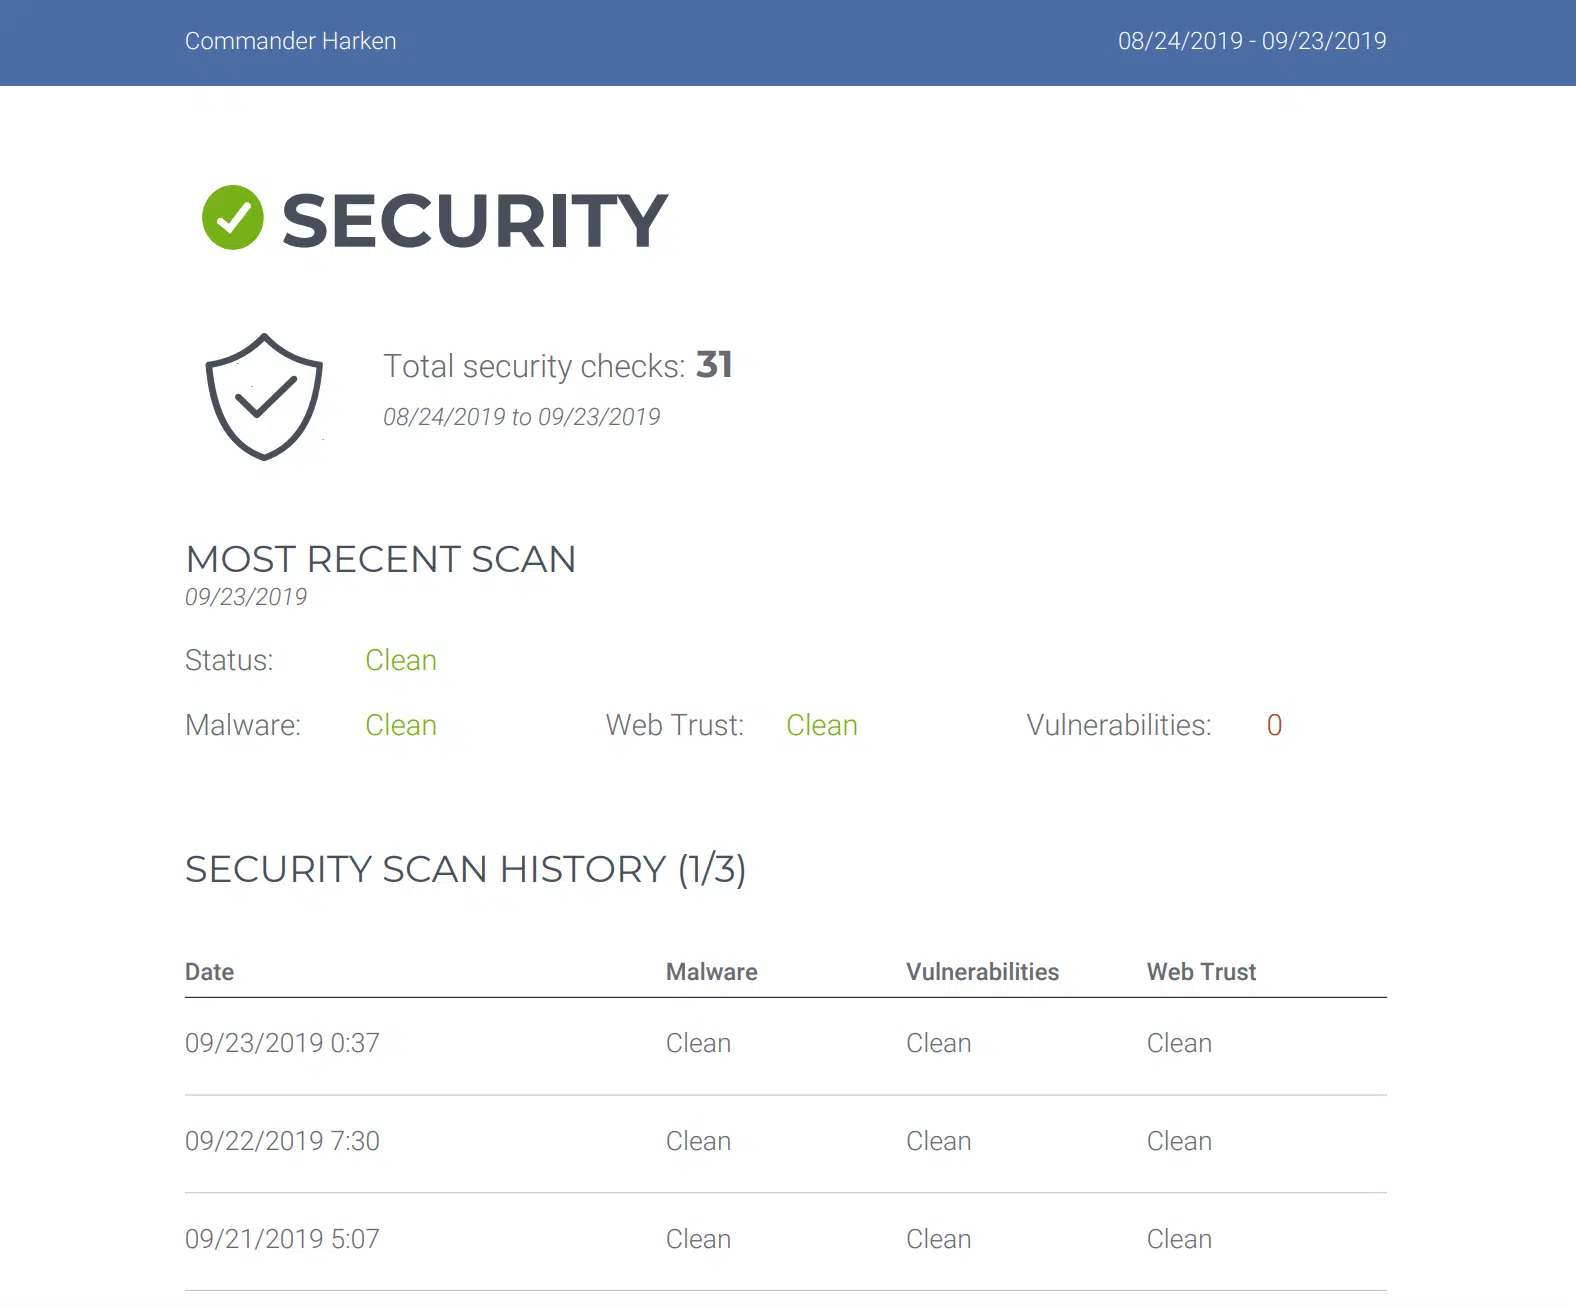 Commander Harken 08/24/2019 - 09/23/2019
SECURITY
Total security checks: 31
08/24/2019 to 09/23/2019
MOST RECENT SCAN
09/23/2019
Status: Clean
Malware: Clean Web Trust: Clean Vulnerabilities: 0
SECURITY SCAN HISTORY (1/3)
Date Malware Vulnerabilities Web Trust
09/23/2019 0:37 Clean Clean Clean
09/22/2019 7:30 Clean Clean Clean
09/21/2019 5:07 Clean Clean Clean